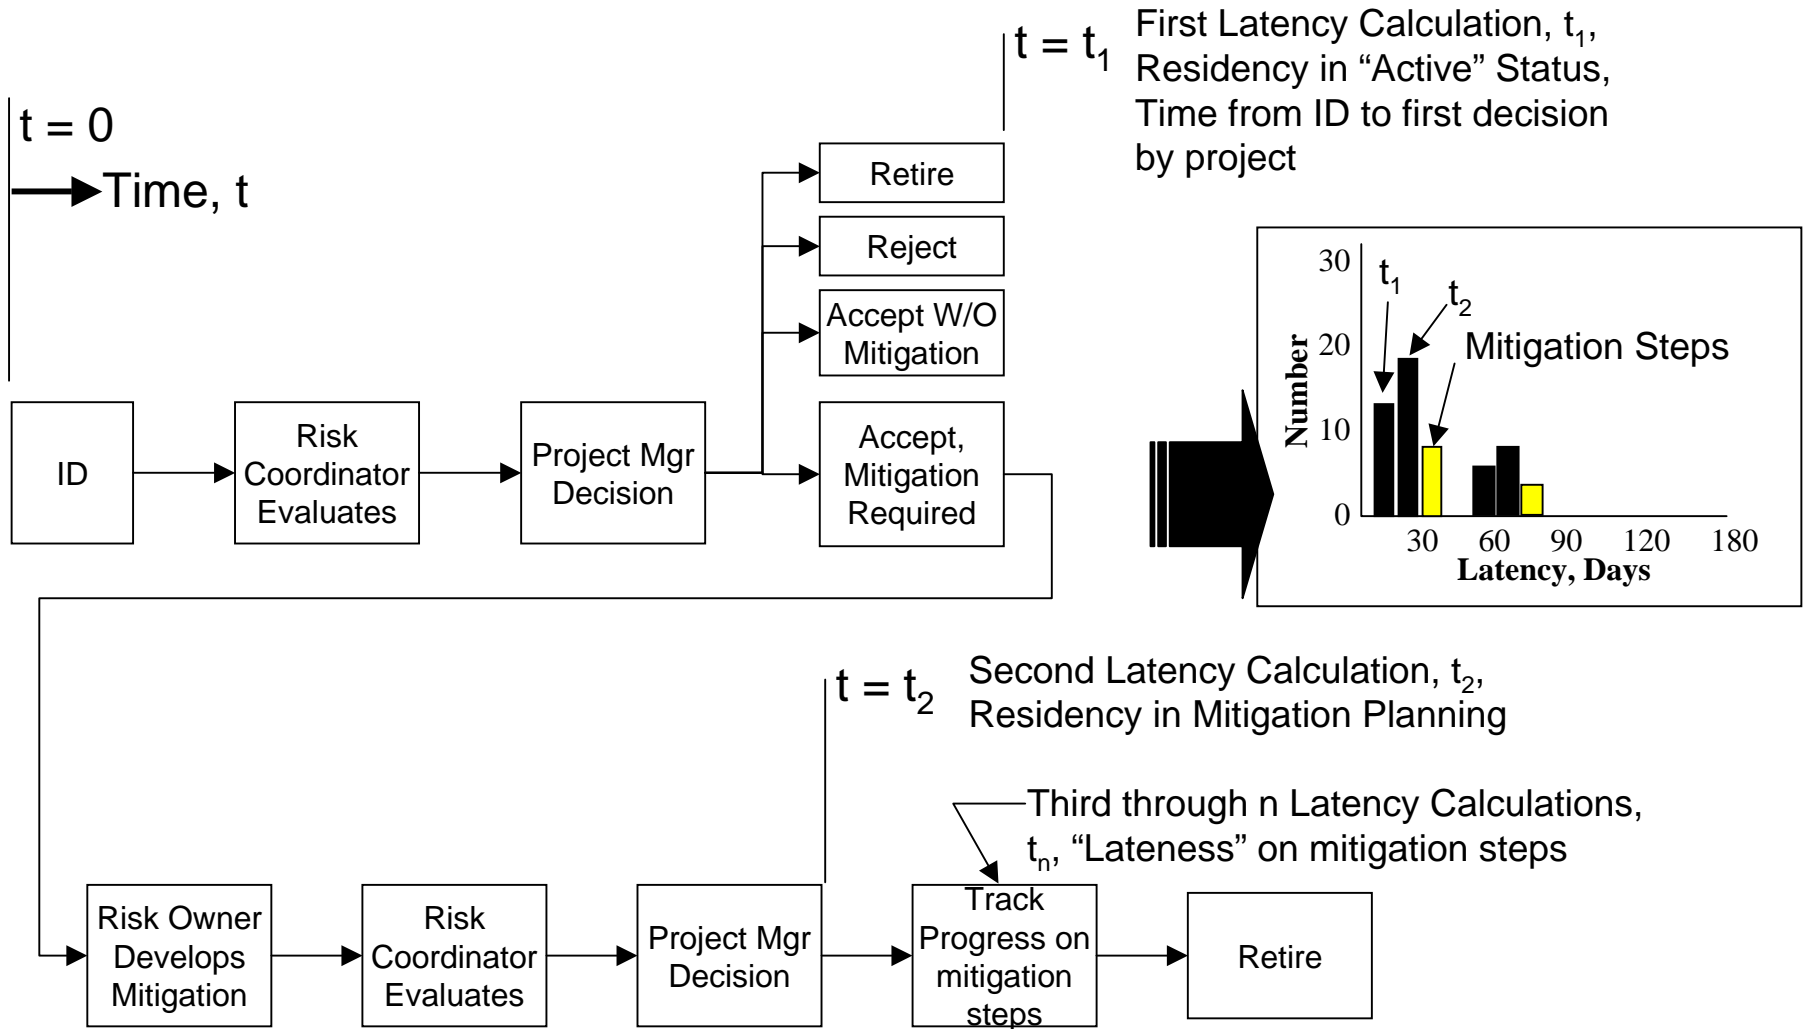 t = 0
Time, t
t = t₁
First Latency Calculation, t₁,
Residency in “Active” Status,
Time from ID to first decision
by project
Retire
Reject
Accept W/O
Mitigation
ID
Risk
Coordinator
Evaluates
Project Mgr
Decision
Accept,
Mitigation
Required
30
20
10
0
Number
t₁
t₂
Mitigation Steps
30 60 90 120 180
Latency, Days
t = t₂
Second Latency Calculation, t₂,
Residency in Mitigation Planning
Third through n Latency Calculations,
tₙ, “Lateness” on mitigation steps
Risk Owner
Develops
Mitigation
Risk
Coordinator
Evaluates
Project Mgr
Decision
Track
Progress on
mitigation
steps
Retire